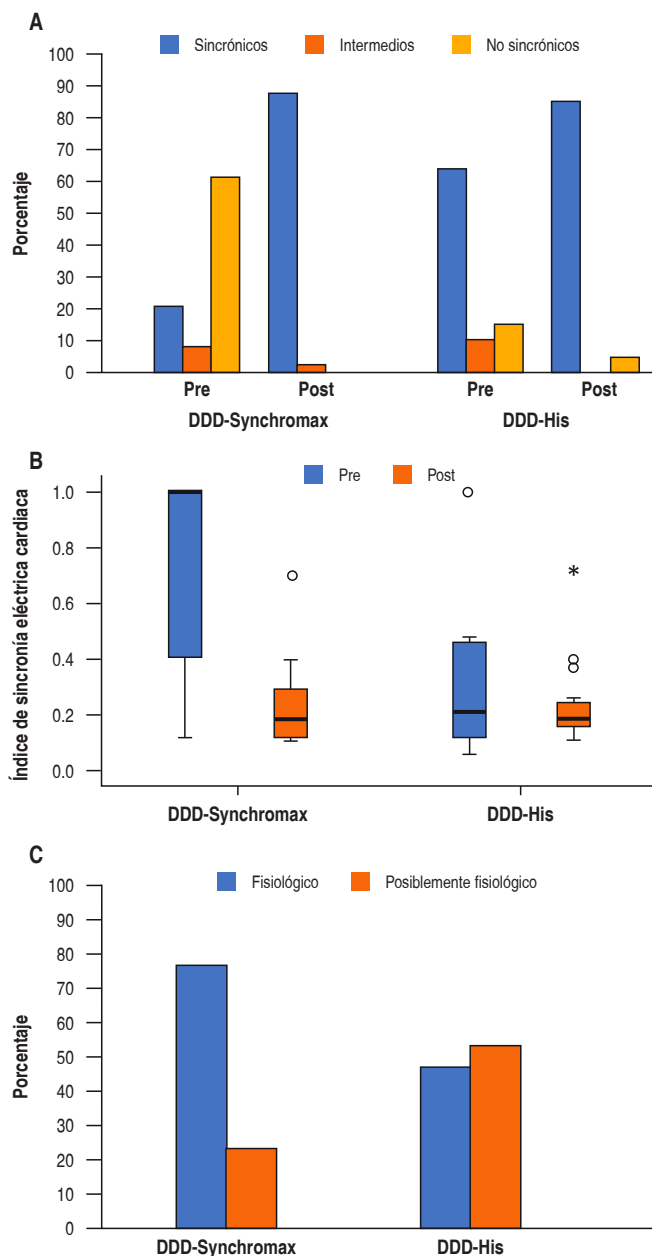 A
Sincrónicos Intermedios No sincrónicos
100
90
80
70
60
50
40
30
20
10
0
Porcentaje
Pre Post Pre Post
DDD-Synchromax DDD-His
B
Pre Post
1.0
0.8
0.6
0.4
0.2
0.0
Índice de sincronía eléctrica cardiaca
DDD-Synchromax DDD-His
C
Fisiológico Posiblemente fisiológico
100
90
80
70
60
50
40
30
20
10
0
Porcentaje
DDD-Synchromax DDD-His